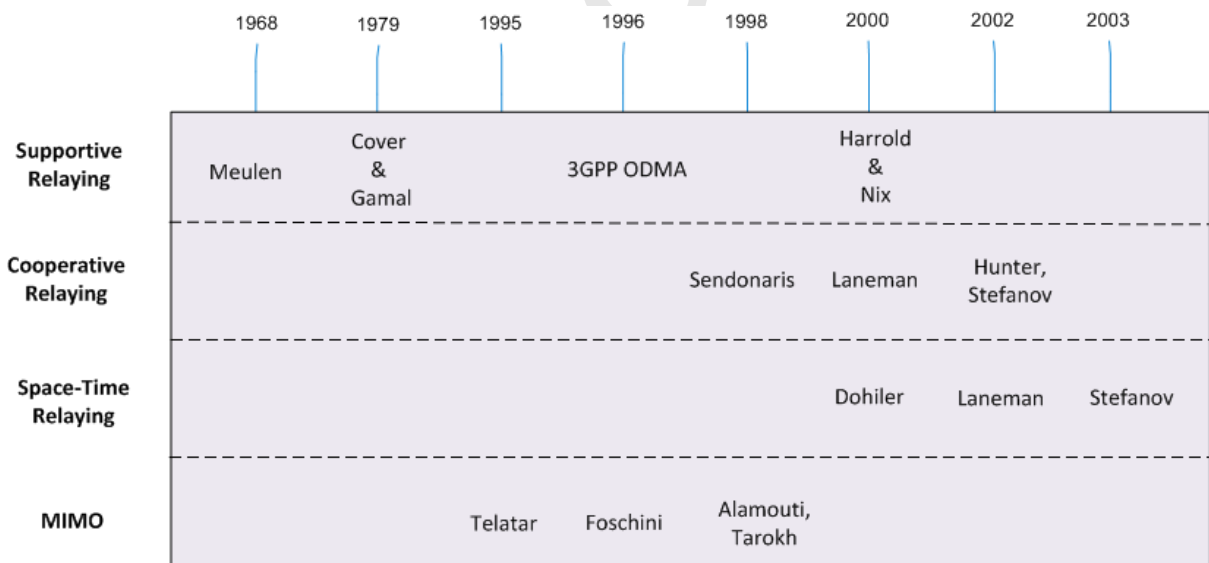 1968 1979 1995 1996 1998 2000 2002 2003
Supportive
Relaying
Meulen
Cover
&
Gamal
3GPP ODMA
Harrold
&
Nix
Cooperative
Relaying
Sendonaris
Laneman
Hunter,
Stefanov
Space-Time
Relaying
Dohiler
Laneman
Stefanov
MIMO
Telatar
Foschini
Alamouti,
Tarokh